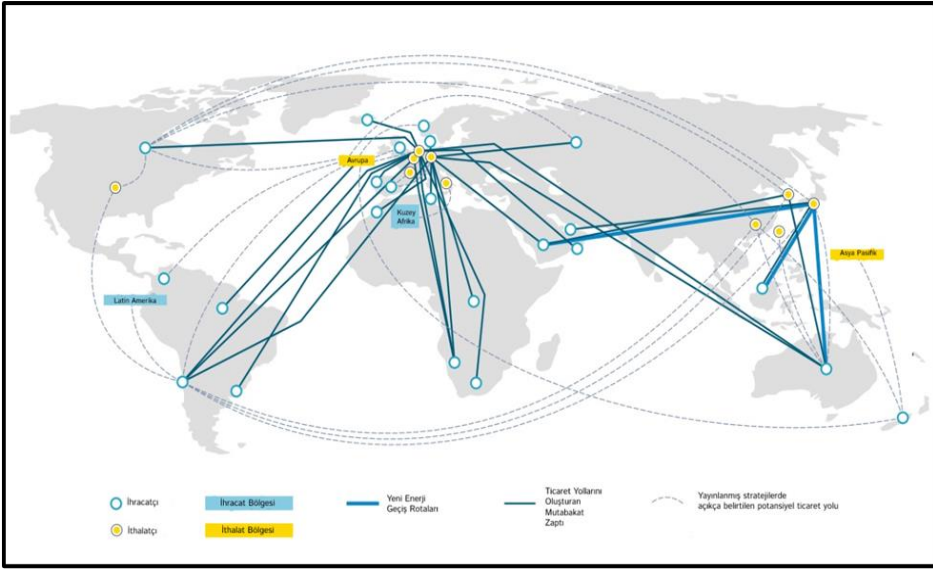 Avrupa
Kuzey
Afrika
Asya Pasifik
Latin Amerika
İhracatçı
İhracat Bölgesi
Yeni Enerji
Geçiş Rotaları
Ticaret Yollarını
Oluşturan
Mutabakat
Zaptı
Yayınlanmış stratejilerde
açıkça belirtilen potansiyel ticaret yolu
İthalatçı
İthalat Bölgesi